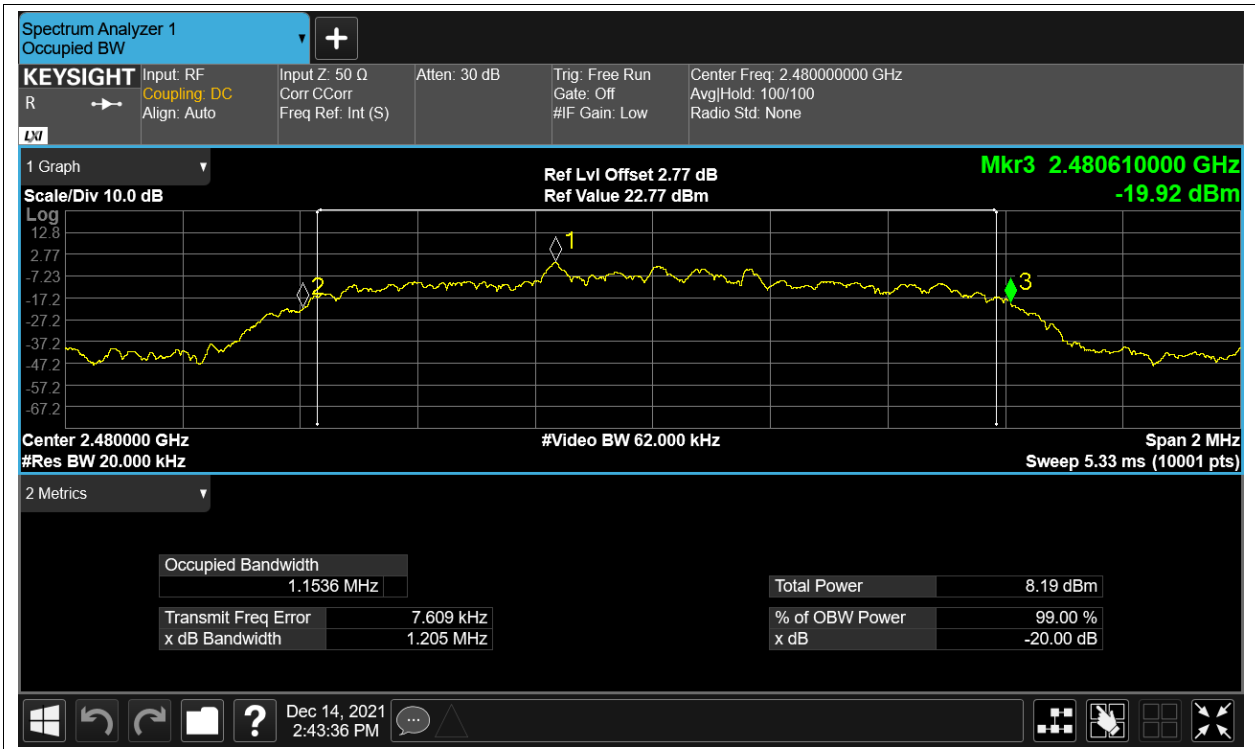 Spectrum Analyzer 1
Occupied BW
KEYSIGHT
R
LXI
Input: RF
Coupling: DC
Align: Auto
Input Z: 50 Ω
Corr CCorr
Freq Ref: Int (S)
Atten: 30 dB
Trig: Free Run
Gate: Off
#IF Gain: Low
Center Freq: 2.480000000 GHz
Avg|Hold: 100/100
Radio Std: None
1 Graph
Scale/Div 10.0 dB
Ref Lvl Offset 2.77 dB
Ref Value 22.77 dBm
Mkr3 2.480610000 GHz
-19.92 dBm
Log
12.8
2.77
-7.23
-17.2
-27.2
-37.2
-47.2
-57.2
-67.2
1
2
3
Center 2.480000 GHz
#Video BW 62.000 kHz
Span 2 MHz
#Res BW 20.000 kHz
Sweep 5.33 ms (10001 pts)
2 Metrics
Occupied Bandwidth
1.1536 MHz
Total Power 8.19 dBm
Transmit Freq Error 7.609 kHz
% of OBW Power 99.00 %
x dB Bandwidth 1.205 MHz
x dB -20.00 dB
?
Dec 14, 2021
2:43:36 PM